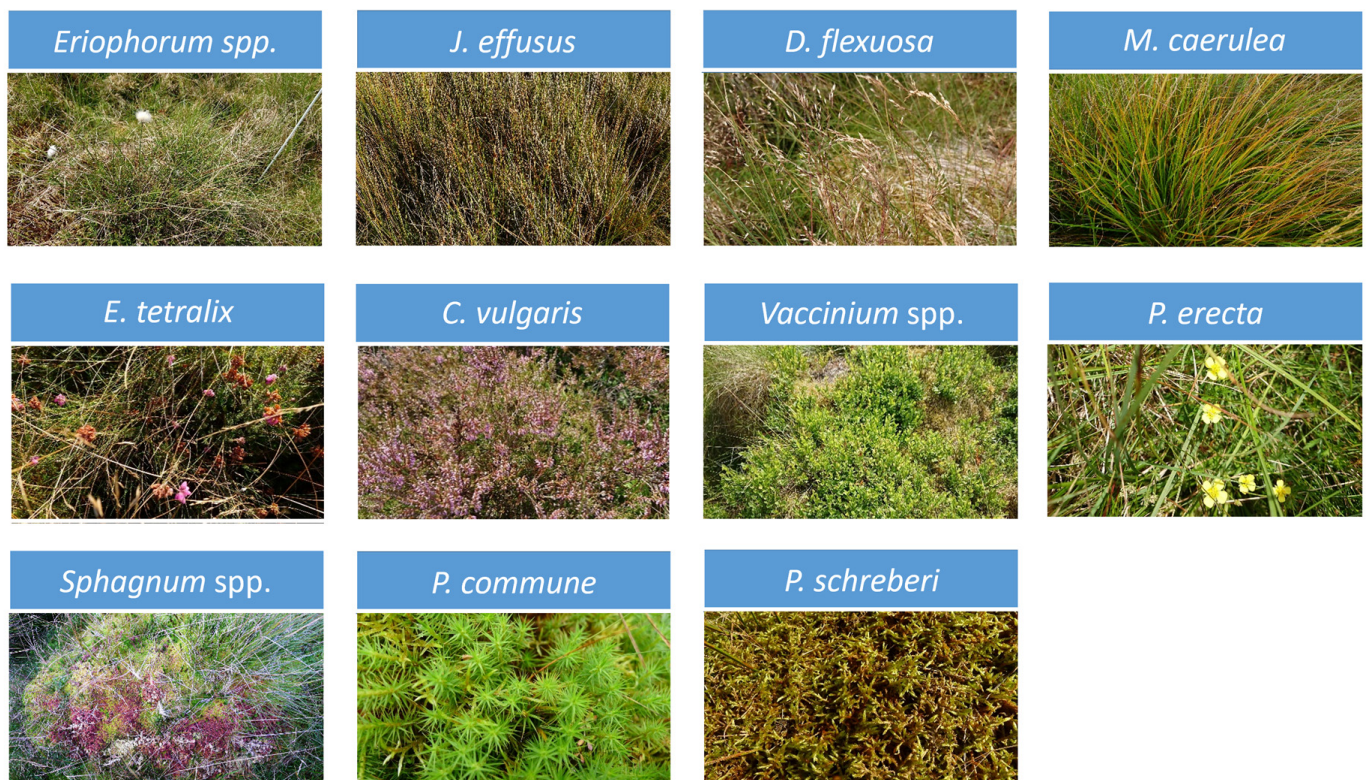 Eriophorum spp.
J. effusus
D. flexuosa
M. caerulea
E. tetralix
C. vulgaris
Vaccinium spp.
P. erecta
Sphagnum spp.
P. commune
P. schreberi